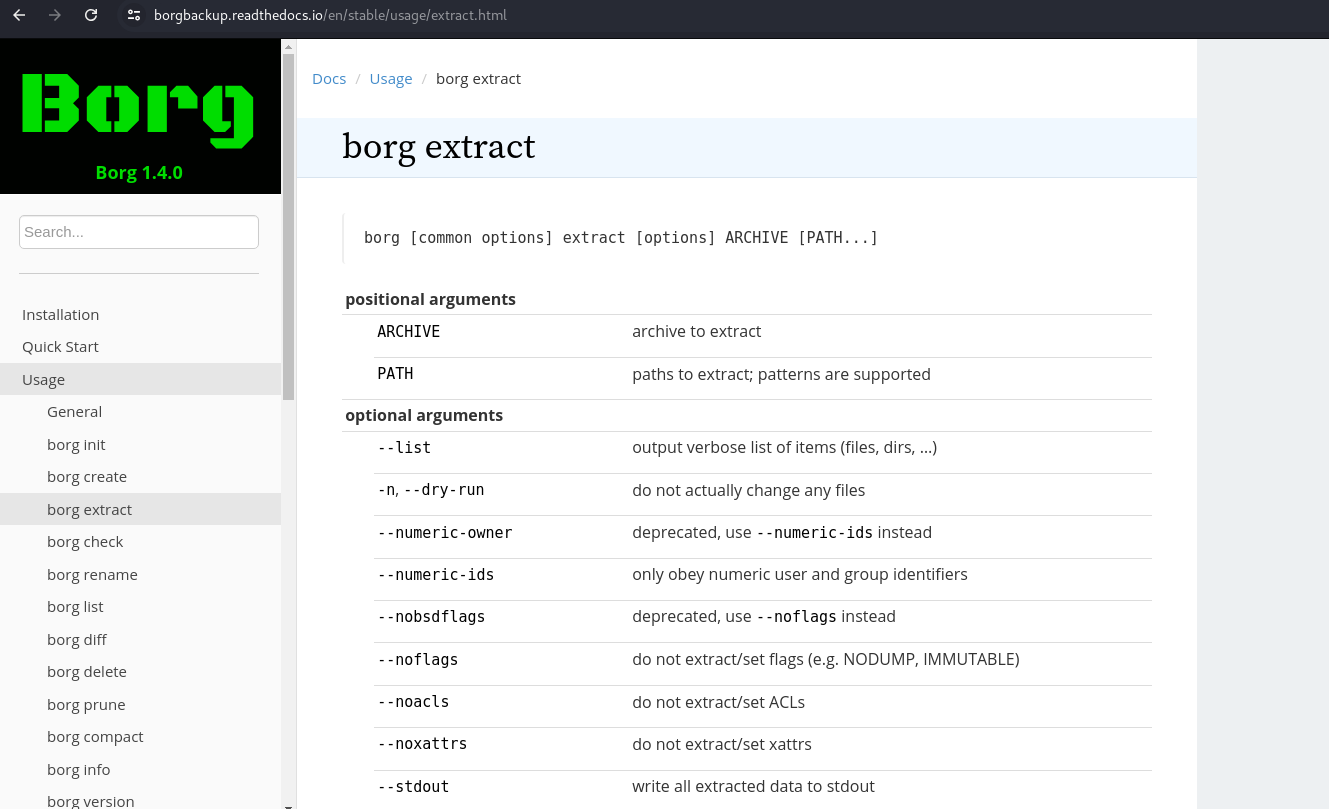 borgbackup.readthedocs.io/en/stable/usage/extract.html
Borg
Borg 1.4.0
Search...
Installation
Quick Start
Usage
General
borg init
borg create
borg extract
borg check
borg rename
borg list
borg diff
borg delete
borg prune
borg compact
borg info
borg version
Docs / Usage / borg extract
borg extract
borg [common options] extract [options] ARCHIVE [PATH...]
positional arguments
ARCHIVE archive to extract
PATH paths to extract; patterns are supported
optional arguments
--list output verbose list of items (files, dirs, ...)
-n, --dry-run do not actually change any files
--numeric-owner deprecated, use --numeric-ids instead
--numeric-ids only obey numeric user and group identifiers
--nobsdflags deprecated, use --noflags instead
--noflags do not extract/set flags (e.g. NODUMP, IMMUTABLE)
--noacls do not extract/set ACLs
--noxattrs do not extract/set xattrs
--stdout write all extracted data to stdout